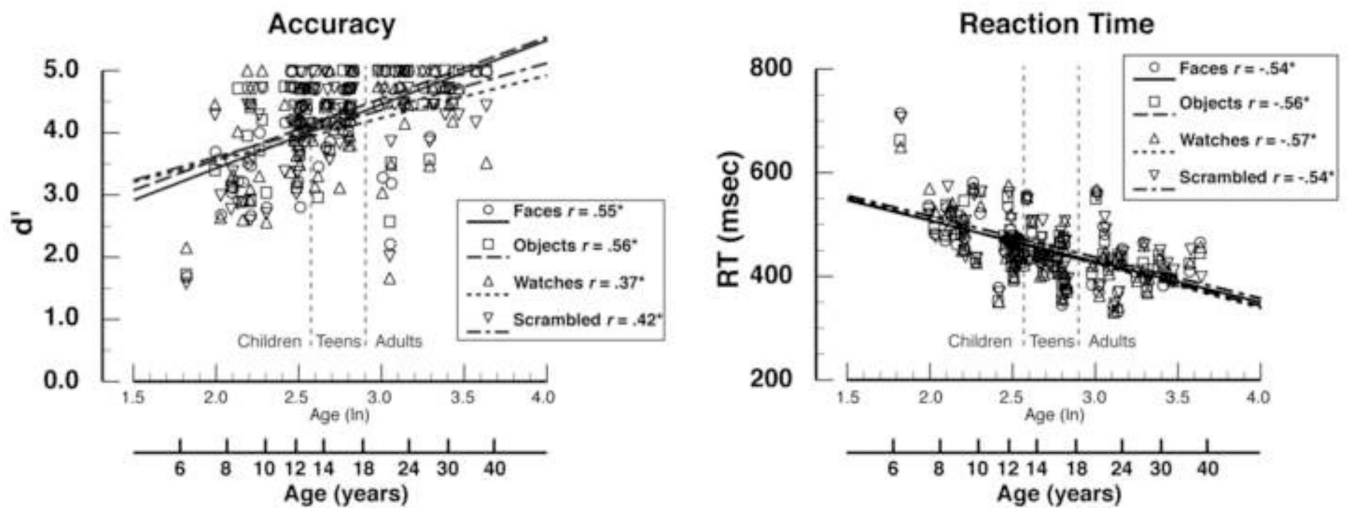 Accuracy
d'
5.0
4.0
3.0
2.0
1.0
0.0
Faces r = .55*
Objects r = .56*
Watches r = .37*
Scrambled r = .42*
Children Teens Adults
1.5 2.0 2.5 3.0 3.5 4.0
Age (ln)
6 8 10 12 14 18 24 30 40
Age (years)
Reaction Time
RT (msec)
800
600
400
200
Faces r = -.54*
Objects r = -.56*
Watches r = -.57*
Scrambled r = -.54*
Children Teens Adults
1.5 2.0 2.5 3.0 3.5 4.0
Age (ln)
6 8 10 12 14 18 24 30 40
Age (years)